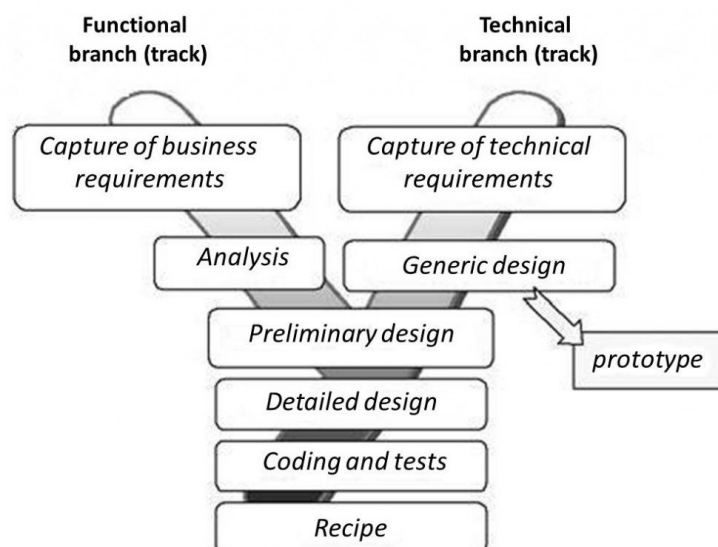 Functional
branch (track)
Technical
branch (track)
Capture of business
requirements
Capture of technical
requirements
Analysis
Generic design
Preliminary design
prototype
Detailed design
Coding and tests
Recipe